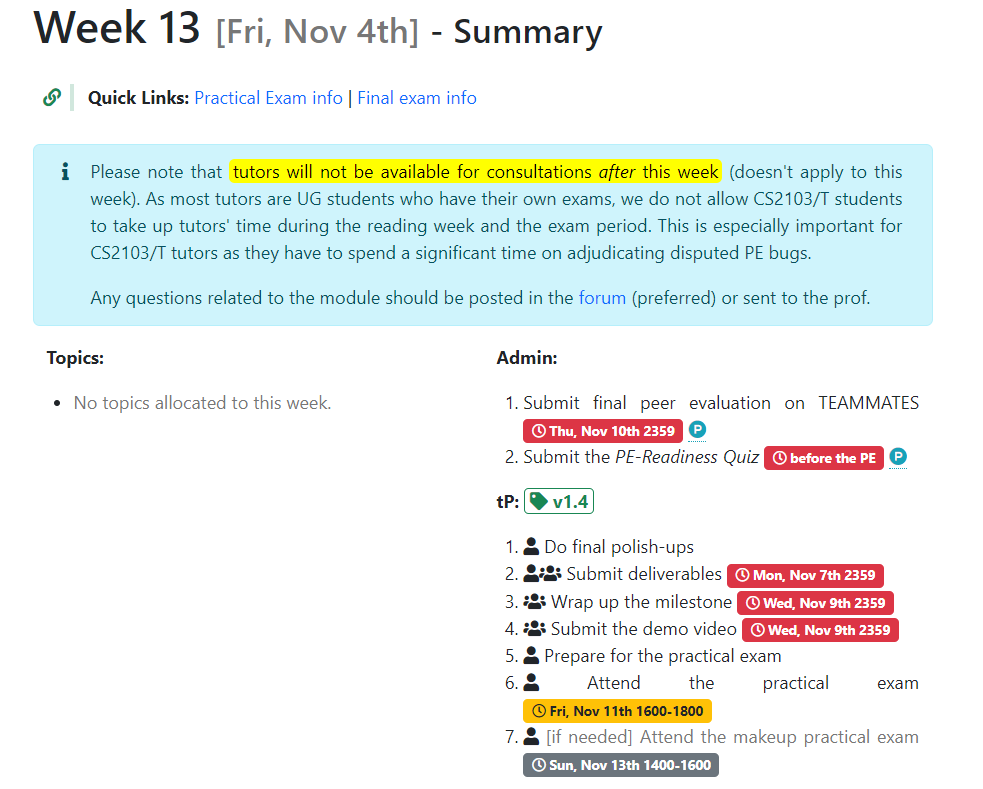 Week 13 [Fri, Nov 4th] - Summary
Quick Links: Practical Exam info | Final exam info
Please note that tutors will not be available for consultations after this week (doesn't apply to this
week). As most tutors are UG students who have their own exams, we do not allow CS2103/T students
to take up tutors' time during the reading week and the exam period. This is especially important for
CS2103/T tutors as they have to spend a significant time on adjudicating disputed PE bugs.
Any questions related to the module should be posted in the forum (preferred) or sent to the prof.
Topics:
• No topics allocated to this week.
Admin:
1. Submit final peer evaluation on TEAMMATES
Thu, Nov 10th 2359 P
2. Submit the PE-Readiness Quiz before the PE P
tP: v1.4
1. Do final polish-ups
2. Submit deliverables Mon, Nov 7th 2359
3. Wrap up the milestone Wed, Nov 9th 2359
4. Submit the demo video Wed, Nov 9th 2359
5. Prepare for the practical exam
6. Attend the practical exam
Fri, Nov 11th 1600-1800
7. [if needed] Attend the makeup practical exam
Sun, Nov 13th 1400-1600